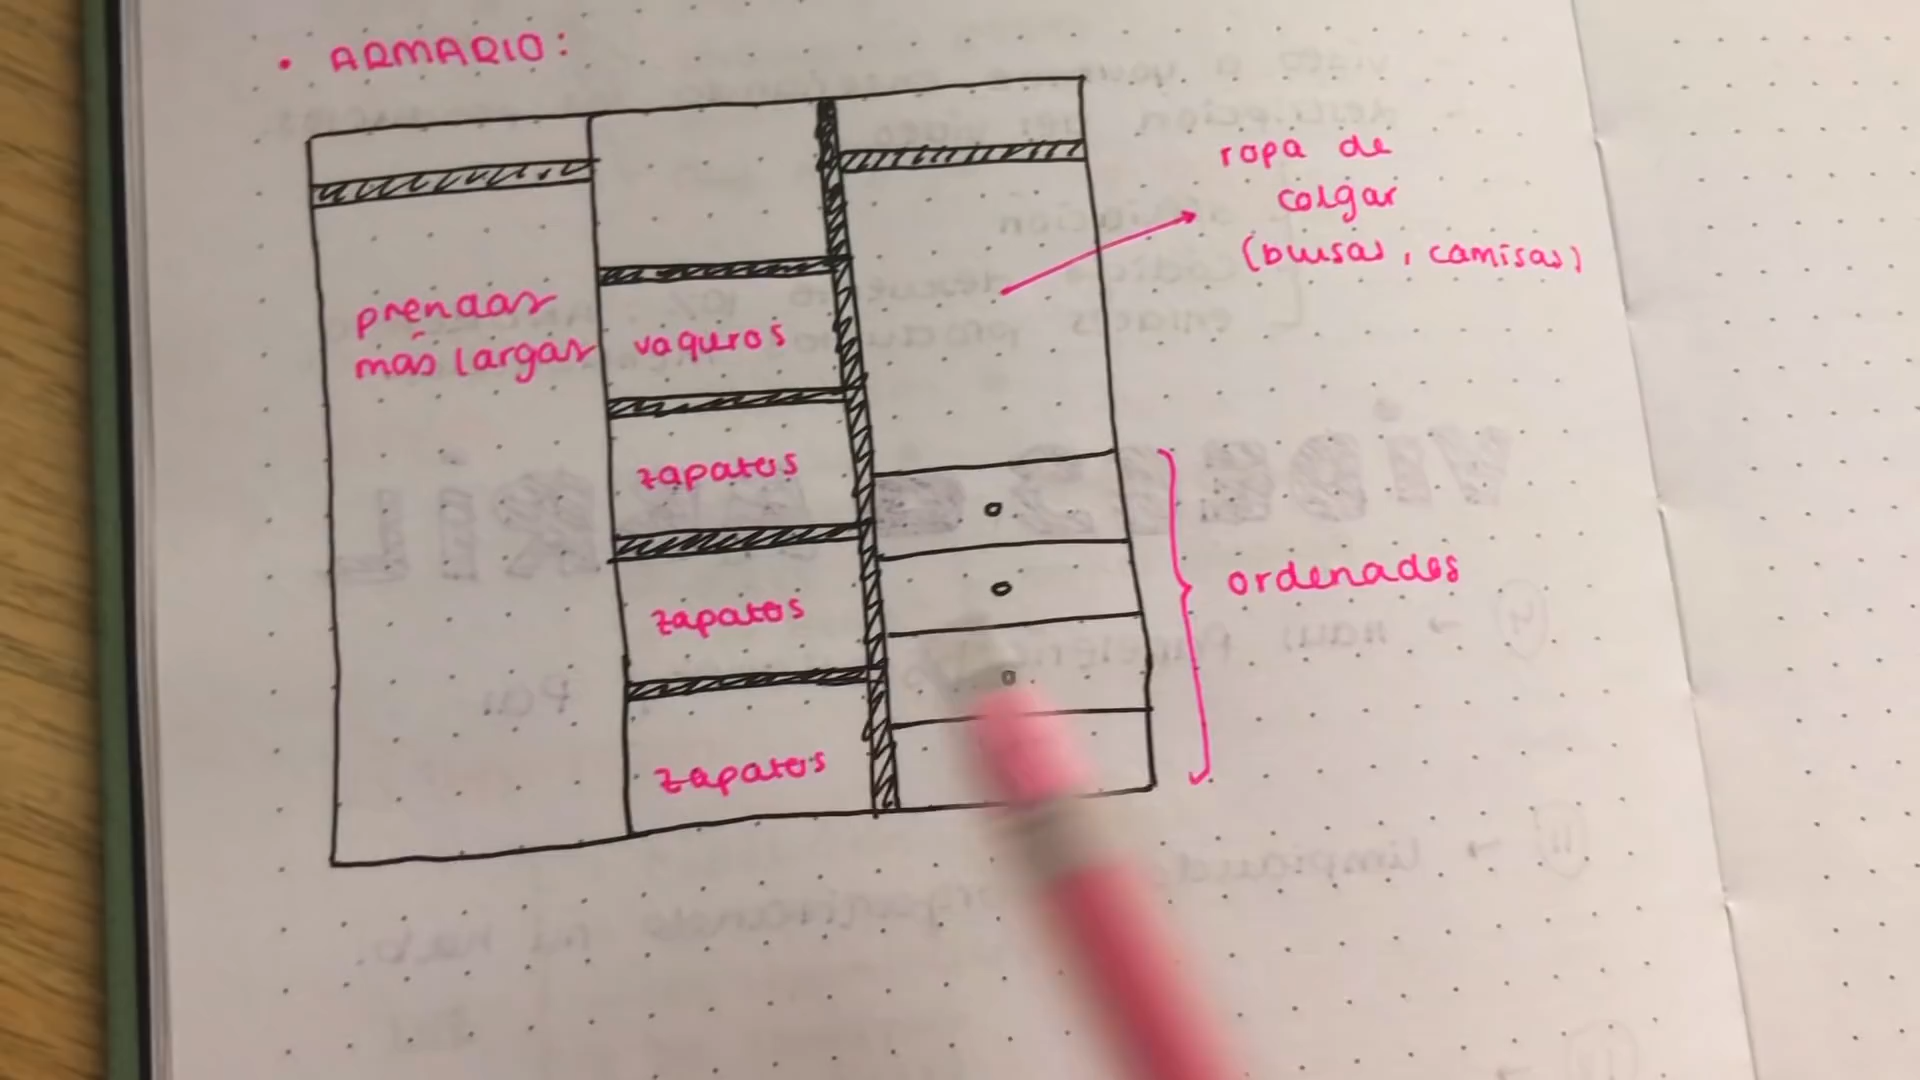 • ARMARIO:
ropa de
colgar
(blusas, camisas)
prendas
más largas
vaqueros
zapatos
zapatos
zapatos
ordenados